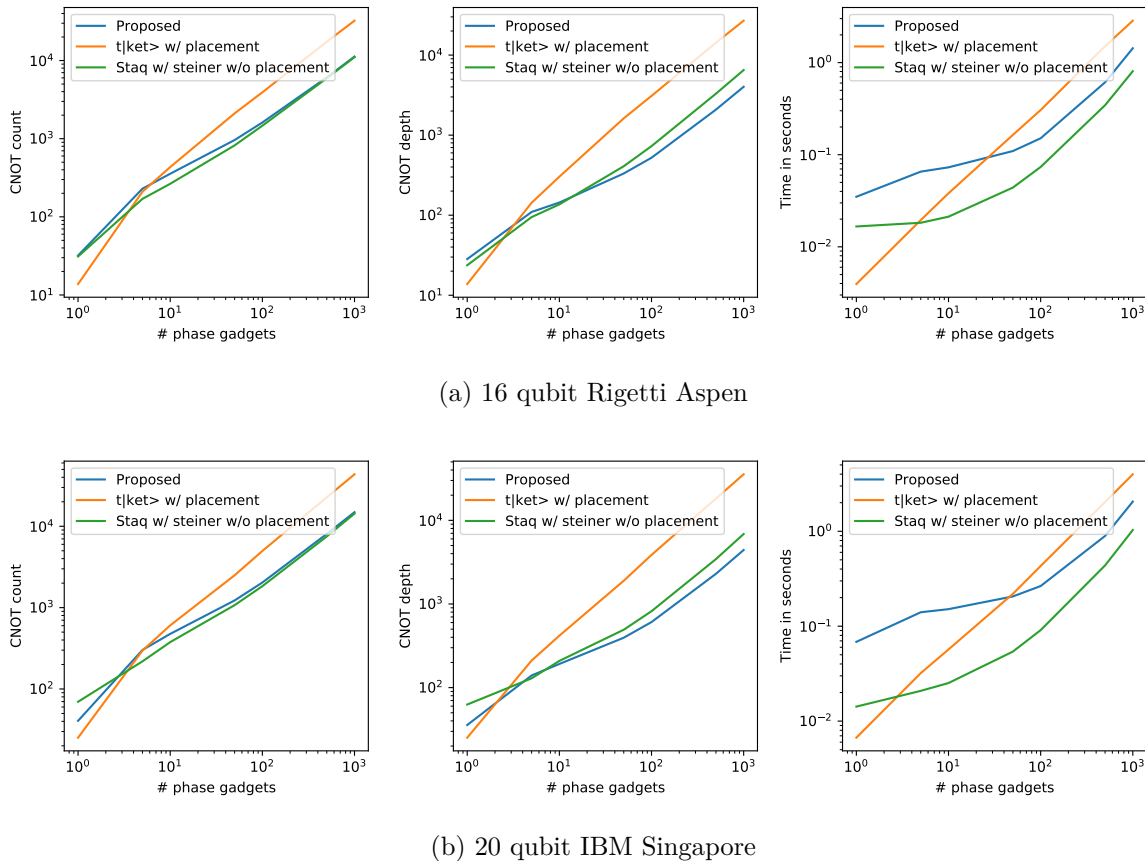 Proposed
t|ket> w/ placement
Staq w/ steiner w/o placement
CNOT count
10^4
10^3
10^2
10^1
10^0 10^1 10^2 10^3
# phase gadgets
Proposed
t|ket> w/ placement
Staq w/ steiner w/o placement
CNOT depth
10^4
10^3
10^2
10^1
10^0 10^1 10^2 10^3
# phase gadgets
Proposed
t|ket> w/ placement
Staq w/ steiner w/o placement
Time in seconds
10^0
10^-1
10^-2
10^0 10^1 10^2 10^3
# phase gadgets
(a) 16 qubit Rigetti Aspen
Proposed
t|ket> w/ placement
Staq w/ steiner w/o placement
CNOT count
10^4
10^3
10^2
10^0 10^1 10^2 10^3
# phase gadgets
Proposed
t|ket> w/ placement
Staq w/ steiner w/o placement
CNOT depth
10^4
10^3
10^2
10^0 10^1 10^2 10^3
# phase gadgets
Proposed
t|ket> w/ placement
Staq w/ steiner w/o placement
Time in seconds
10^0
10^-1
10^-2
10^0 10^1 10^2 10^3
# phase gadgets
(b) 20 qubit IBM Singapore